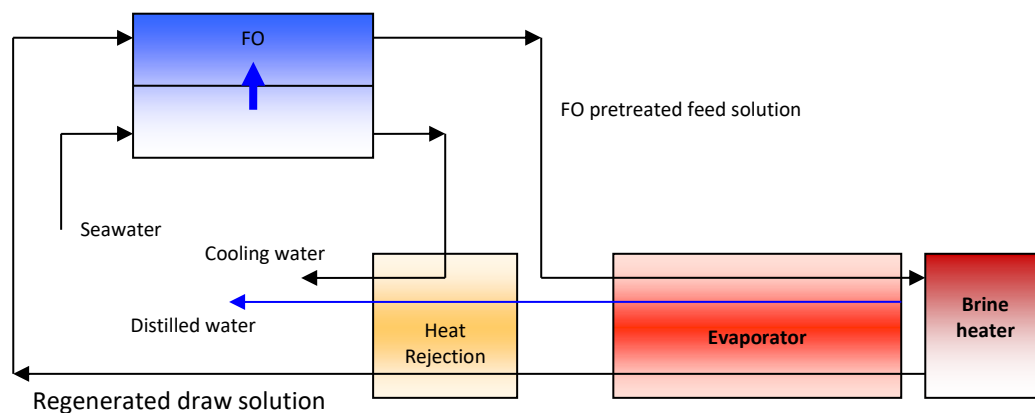 FO
FO pretreated feed solution
Seawater
Cooling water
Distilled water
Heat
Rejection
Evaporator
Brine
heater
Regenerated draw solution